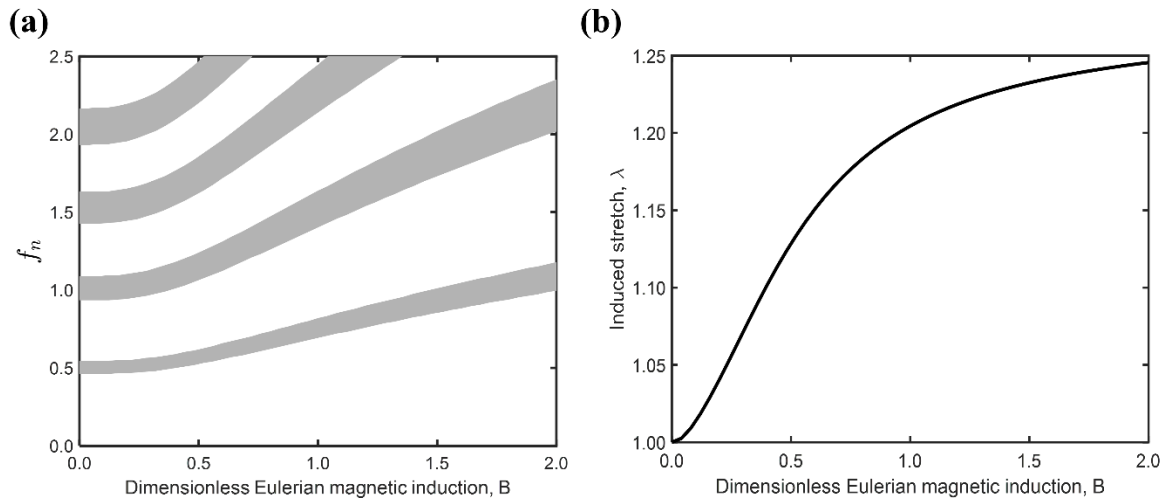 (a)
2.5
2.0
1.5
1.0
0.5
0.0
f_n
0.0 0.5 1.0 1.5 2.0
Dimensionless Eulerian magnetic induction, B
(b)
1.25
1.20
1.15
1.10
1.05
1.00
Induced stretch, λ
0.0 0.5 1.0 1.5 2.0
Dimensionless Eulerian magnetic induction, B